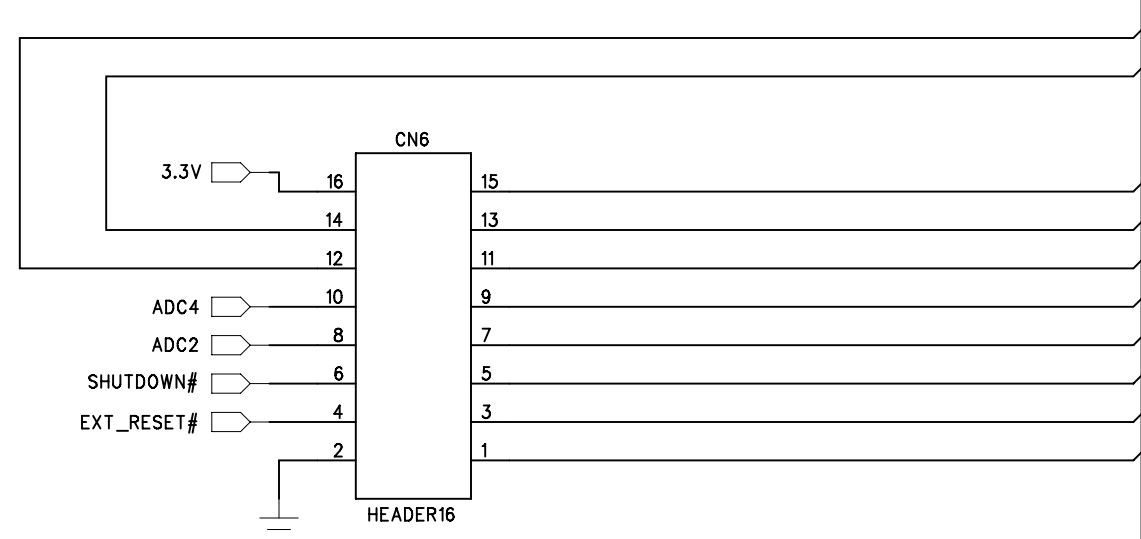 CN6
3.3V
16 15
14 13
12 11
ADC4 10 9
ADC2 8 7
SHUTDOWN# 6 5
EXT_RESET# 4 3
2 1
HEADER16